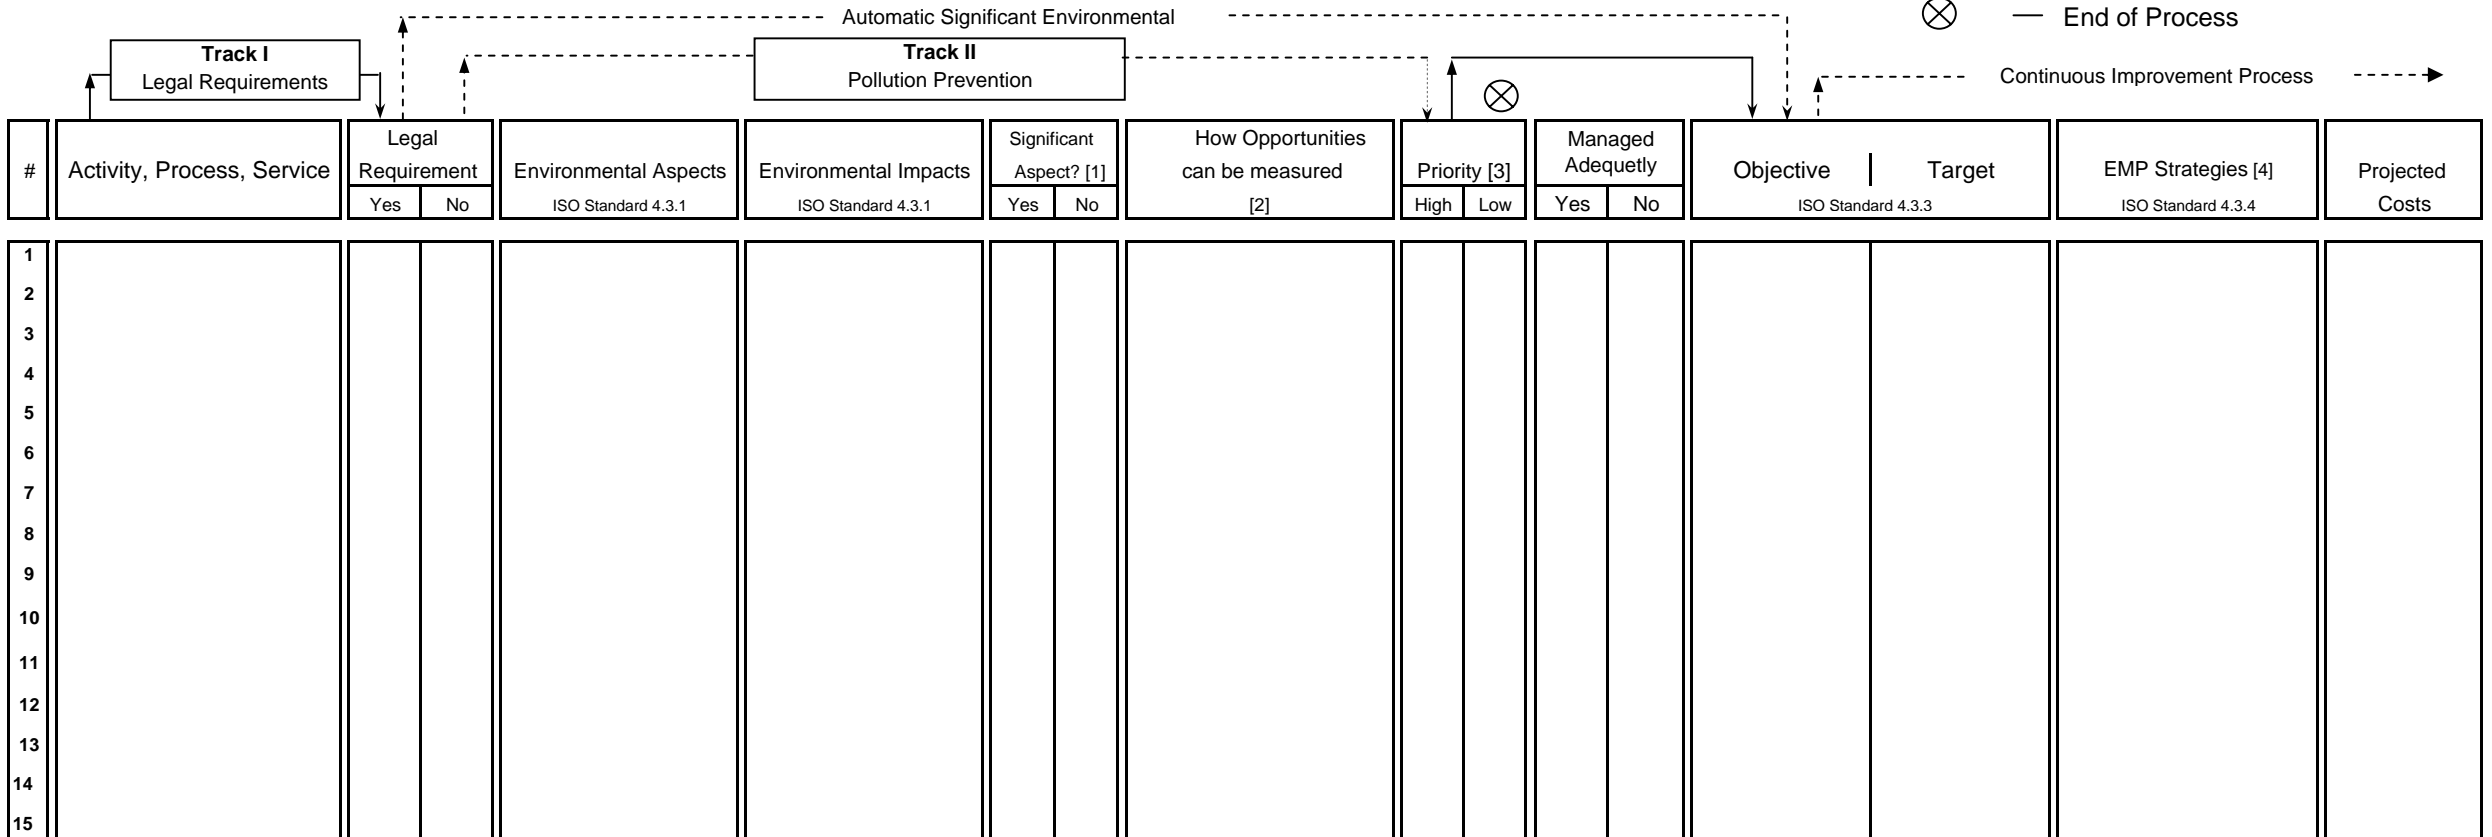 Automatic Significant Environmental
End of Process
Track I
Legal Requirements
Track II
Pollution Prevention
Continuous Improvement Process
#
Activity, Process, Service
Legal
Requirement
Yes No
Environmental Aspects
ISO Standard 4.3.1
Environmental Impacts
ISO Standard 4.3.1
Significant
Aspect? [1]
Yes No
How Opportunities
can be measured
[2]
Priority [3]
High Low
Managed
Adequetly
Yes No
Objective Target
ISO Standard 4.3.3
EMP Strategies [4]
ISO Standard 4.3.4
Projected
Costs
1
2
3
4
5
6
7
8
9
10
11
12
13
14
15